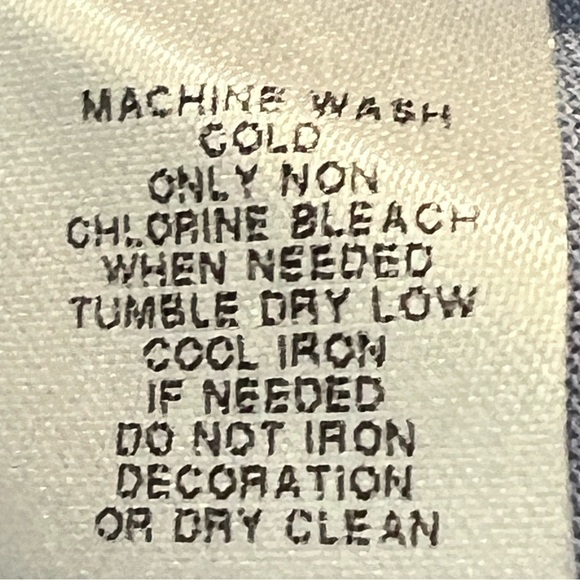 MACHINE WASH
COLD
ONLY NON
CHLORINE BLEACH
WHEN NEEDED
TUMBLE DRY LOW
COOL IRON
IF NEEDED
DO NOT IRON
DECORATION
OR DRY CLEAN